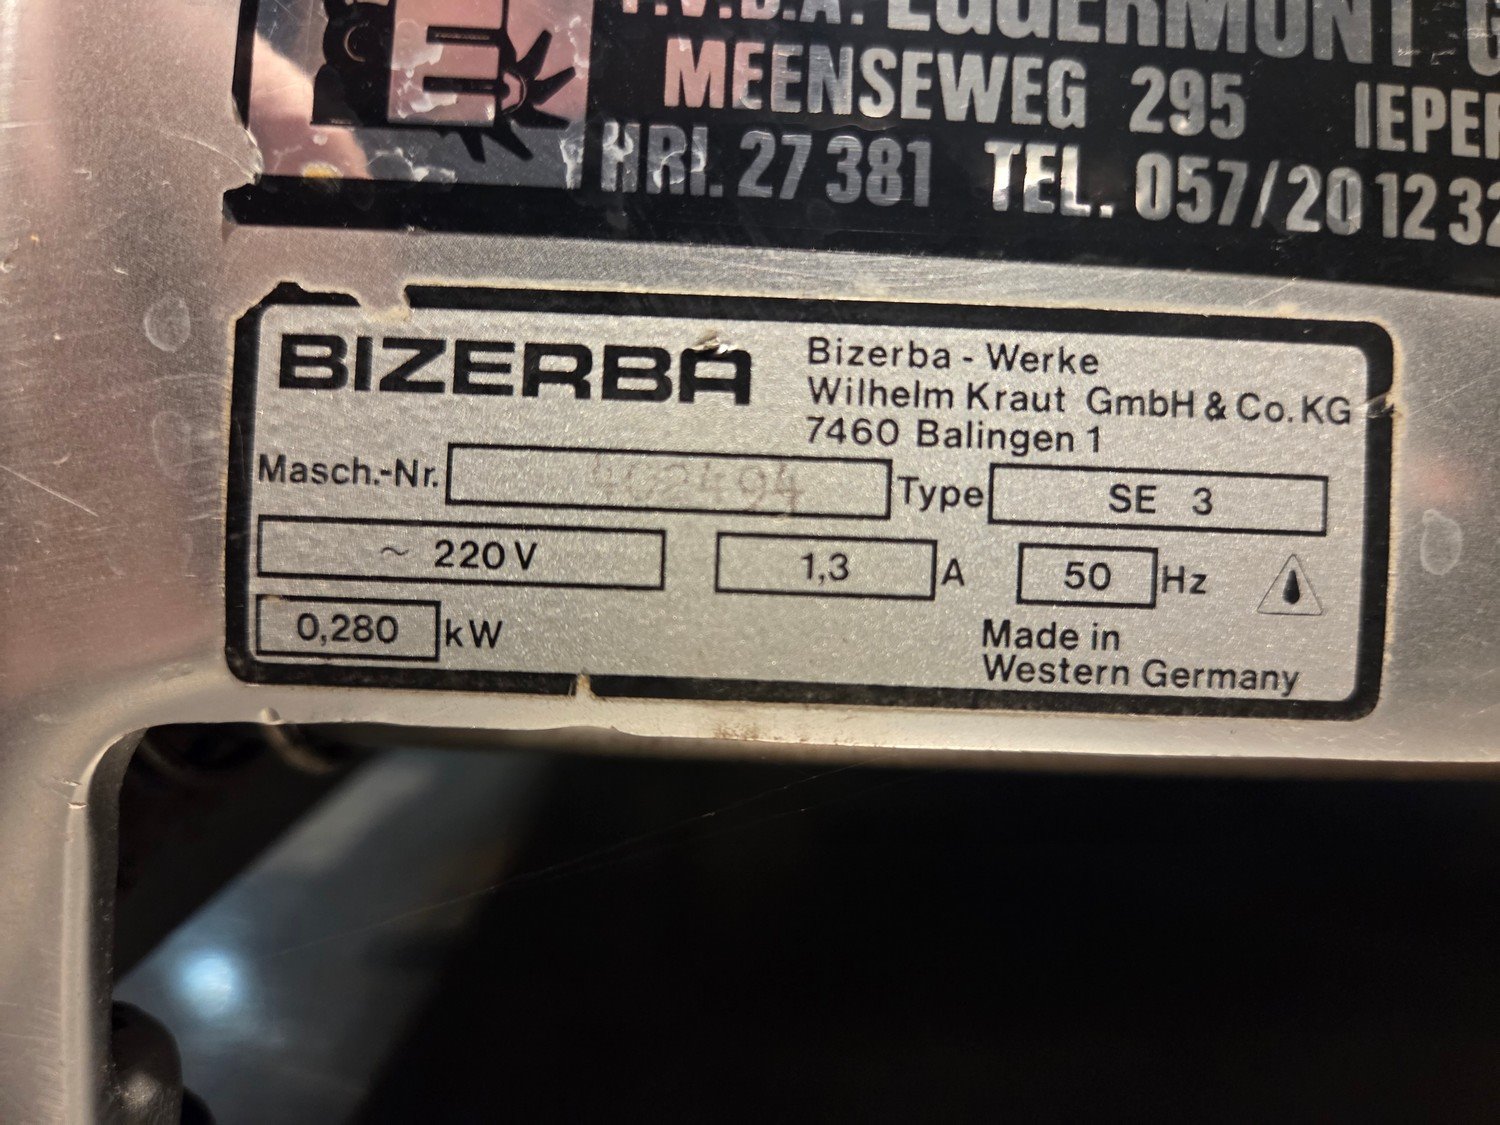 E
P.V.B.A. EGGERMONT
MEENSEWEG 295 IEPER
HRI. 27 381 TEL. 057/20 12 32
BIZERBA
Bizerba - Werke
Wilhelm Kraut GmbH & Co. KG
7460 Balingen 1
Masch.-Nr. 402494 Type SE 3
~ 220 V 1,3 A 50 Hz
0,280 kW
Made in
Western Germany